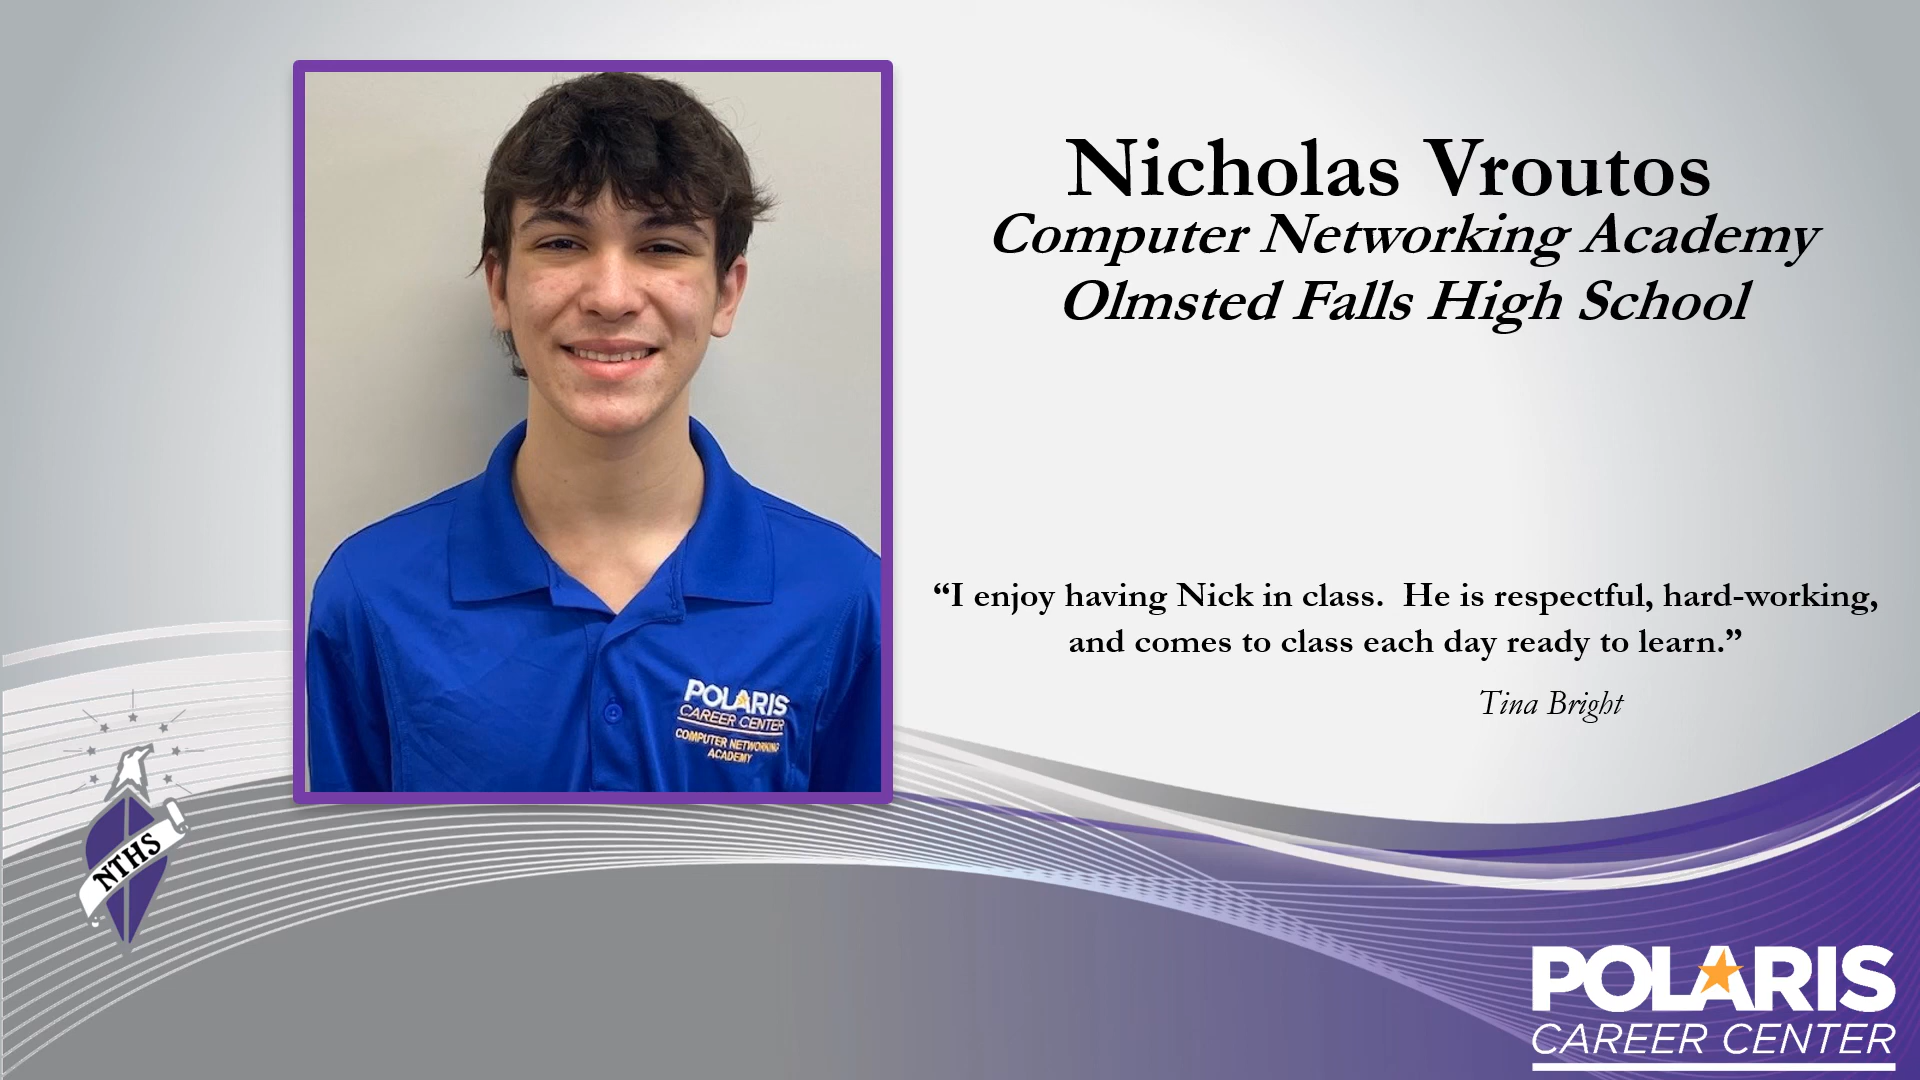 Nicholas Vroutos
Computer Networking Academy
Olmsted Falls High School
“I enjoy having Nick in class.  He is respectful, hard-working,
and comes to class each day ready to learn.”
Tina Bright
POLARIS
CAREER CENTER
COMPUTER NETWORKING
ACADEMY
NTHS
POLARIS
CAREER CENTER